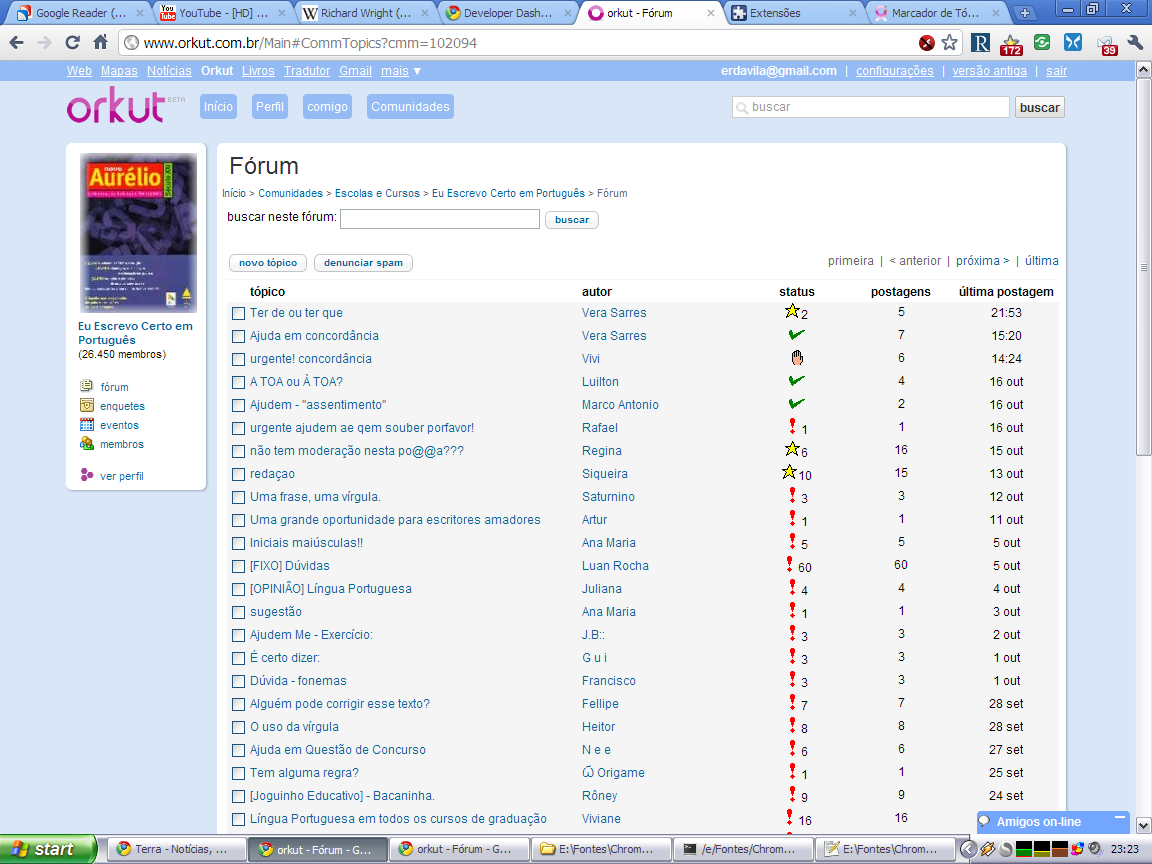 Google Reader (...
YouTube - [HD] ...
Richard Wright (...
Developer Dash...
orkut - Fórum
Extensões
Marcador de Tó...
www.orkut.com.br/Main#CommTopics?cmm=102094
172
39
Web Mapas Notícias Orkut Livros Tradutor Gmail mais ▼
erdavila@gmail.com | configurações | versão antiga | sair
orkut BETA
Início Perfil comigo Comunidades
buscar
buscar
novo
Aurélio
Eu Escrevo Certo em
Português
(26.450 membros)
fórum
enquetes
eventos
membros
ver perfil
Fórum
Início > Comunidades > Escolas e Cursos > Eu Escrevo Certo em Português > Fórum
buscar neste fórum: buscar
novo tópico denunciar spam
primeira | < anterior | próxima > | última
tópico autor status postagens última postagem
Ter de ou ter que Vera Sarres 2 5 21:53
Ajuda em concordância Vera Sarres 7 15:20
urgente! concordância Vivi 6 14:24
A TOA ou À TOA? Luilton 4 16 out
Ajudem - "assentimento" Marco Antonio 2 16 out
urgente ajudem ae qem souber porfavor! Rafael 1 1 16 out
não tem moderação nesta po@@a??? Regina 6 16 15 out
redaçao Siqueira 10 15 13 out
Uma frase, uma vírgula. Saturnino 3 3 12 out
Uma grande oportunidade para escritores amadores Artur 1 1 11 out
Iniciais maiúsculas!! Ana Maria 5 5 5 out
[FIXO] Dúvidas Luan Rocha 60 60 5 out
[OPINIÃO] Língua Portuguesa Juliana 4 4 4 out
sugestão Ana Maria 1 1 3 out
Ajudem Me - Exercício: J.B:: 3 3 2 out
É certo dizer: G u i 3 3 1 out
Dúvida - fonemas Francisco 3 3 1 out
Alguém pode corrigir esse texto? Fellipe 7 7 28 set
O uso da vírgula Heitor 8 8 28 set
Ajuda em Questão de Concurso N e e 6 6 27 set
Tem alguma regra? Origame 1 1 25 set
[Joguinho Educativo] - Bacaninha. Rôney 9 9 24 set
Língua Portuguesa em todos os cursos de graduação Viviane 16 16
Amigos on-line
start
Terra - Notícias, ...
orkut - Fórum - G...
orkut - Fórum - G...
E:\Fontes\Chrom...
/e/Fontes/Chrom...
E:\Fontes\Chrom...
23:23